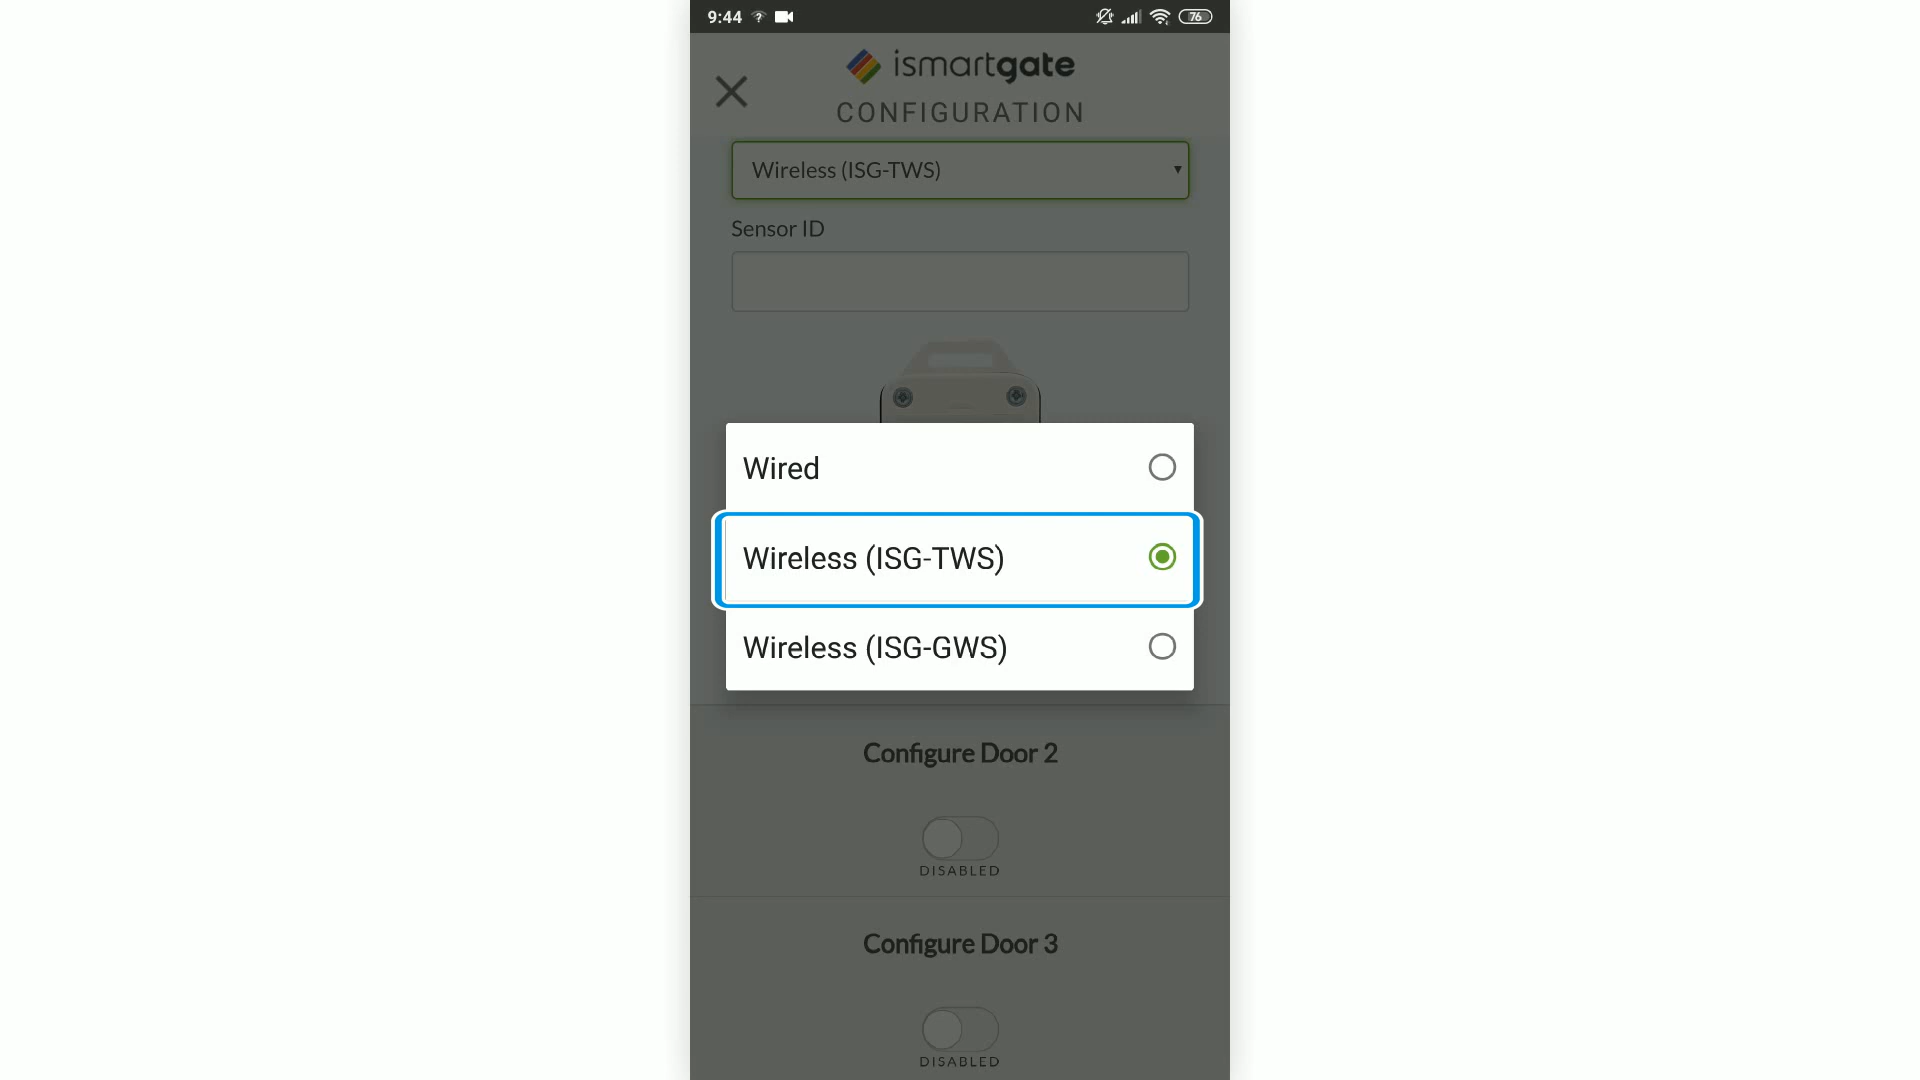 9:44
76
ismartgate
CONFIGURATION
Wireless (ISG-TWS)
Sensor ID
Wired
Wireless (ISG-TWS)
Wireless (ISG-GWS)
Configure Door 2
DISABLED
Configure Door 3
DISABLED